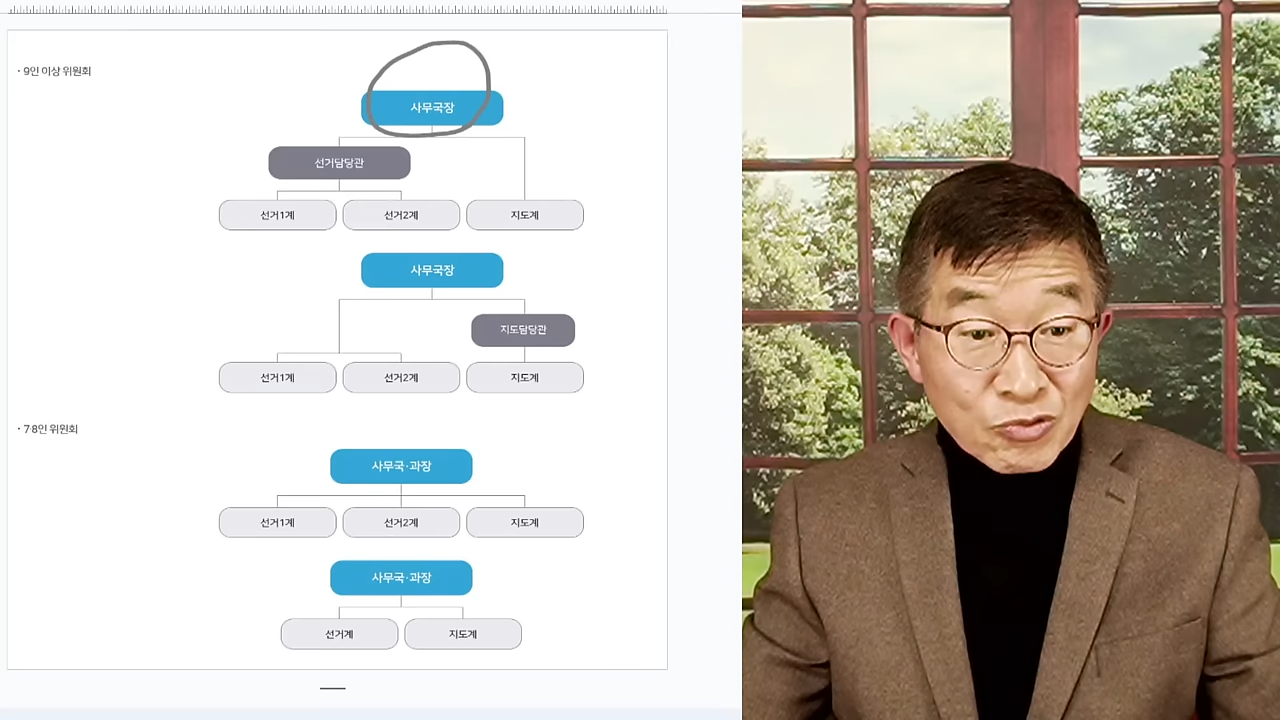 · 9인 이상 위원회
사무국장
선거담당관
선거1계 선거2계 지도계
사무국장
지도담당관
선거1계 선거2계 지도계
· 7·8인 위원회
사무국·과장
선거1계 선거2계 지도계
사무국·과장
선거계 지도계